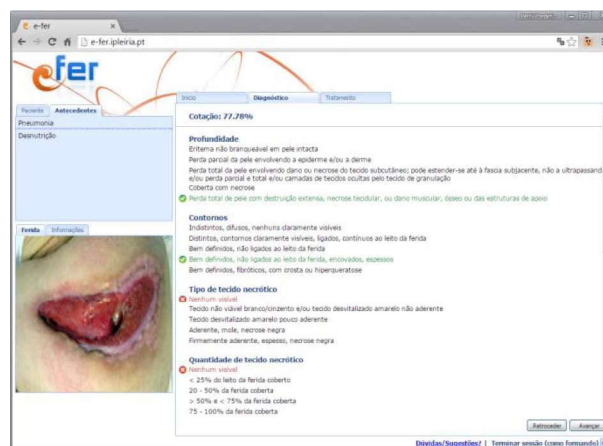 e-fer
e-fer.ipleiria.pt
efer
Início Diagnóstico Tratamento
Paciente Antecedentes
Pneumonia
Desnutrição
Cotação: 77.78%
Profundidade
Eritema não branqueável em pele intacta
Perda parcial da pele envolvendo a epiderme e/ou a derme
Perda total da pele envolvendo dano ou necrose do tecido subcutâneo; pode estender-se até à fascia subjacente, não a ultrapassand
e/ou perda parcial e total e/ou camadas de tecidos ocultas pelo tecido de granulação
Coberta com necrose
Perda total de pele com destruição extensa, necrose tecidular, ou dano muscular, ósseo ou das estruturas de apoio
Contornos
Indistintos, difusos, nenhuns claramente visíveis
Distintos, contornos claramente visíveis, ligados, contínuos ao leito da ferida
Bem definidos, não ligados ao leito da ferida
Bem definidos, não ligados ao leito da ferida, encovados, espessos
Bem definidos, fibróticos, com crosta ou hiperqueratose
Ferida Informações
Tipo de tecido necrótico
Nenhum visível
Tecido não viável branco/cinzento e/ou tecido desvitalizado amarelo não aderente
Tecido desvitalizado amarelo pouco aderente
Aderente, mole, necrose negra
Firmemente aderente, espesso, necrose negra
Quantidade de tecido necrótico
Nenhum visível
< 25% do leito da ferida coberto
20 - 50% da ferida coberta
> 50% e < 75% da ferida coberta
75 - 100% da ferida coberta
Retroceder Avançar
Dúvidas/Sugestões? | Terminar sessão (como formando)